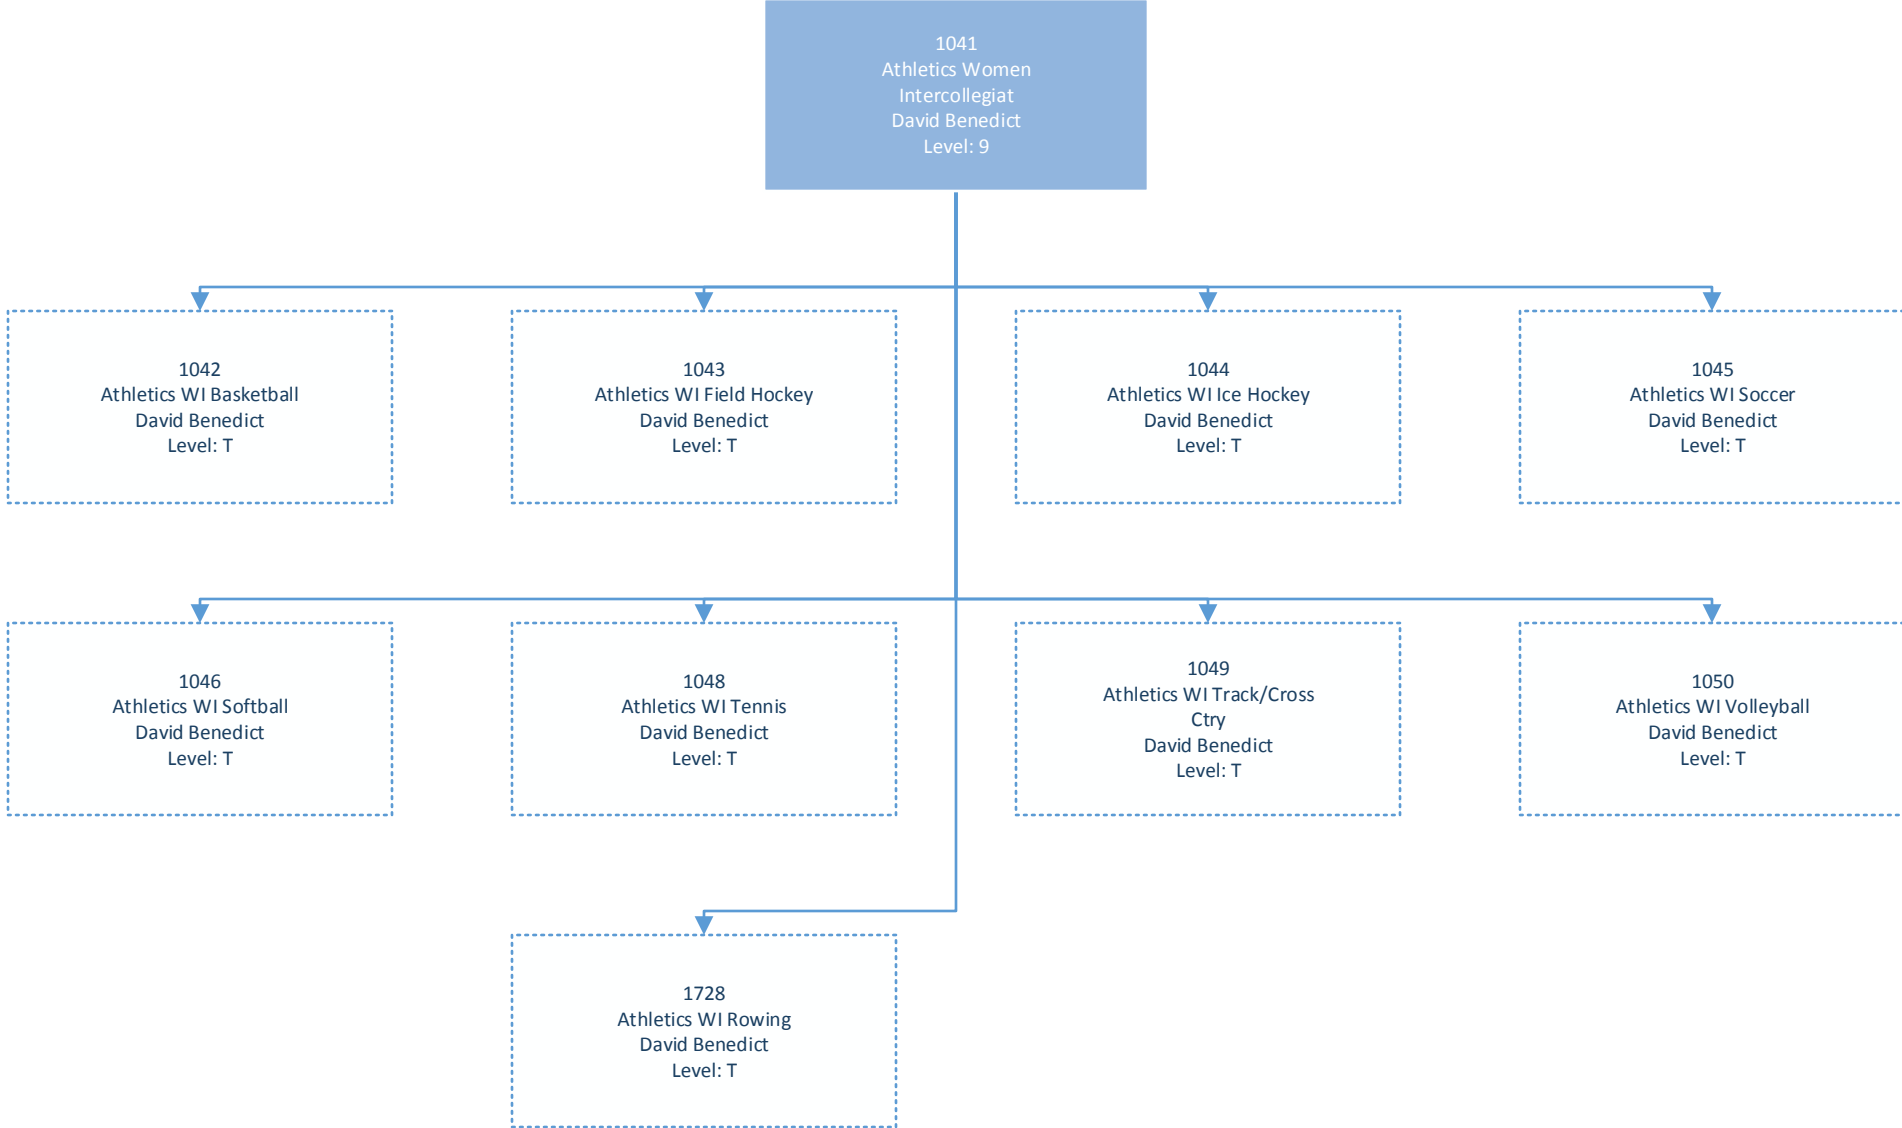 1041
Athletics Women
Intercollegiat
David Benedict
Level: 9
1042
Athletics WI Basketball
David Benedict
Level: T
1043
Athletics WI Field Hockey
David Benedict
Level: T
1044
Athletics WI Ice Hockey
David Benedict
Level: T
1045
Athletics WI Soccer
David Benedict
Level: T
1046
Athletics WI Softball
David Benedict
Level: T
1048
Athletics WI Tennis
David Benedict
Level: T
1049
Athletics WI Track/Cross
Ctry
David Benedict
Level: T
1050
Athletics WI Volleyball
David Benedict
Level: T
1728
Athletics WI Rowing
David Benedict
Level: T